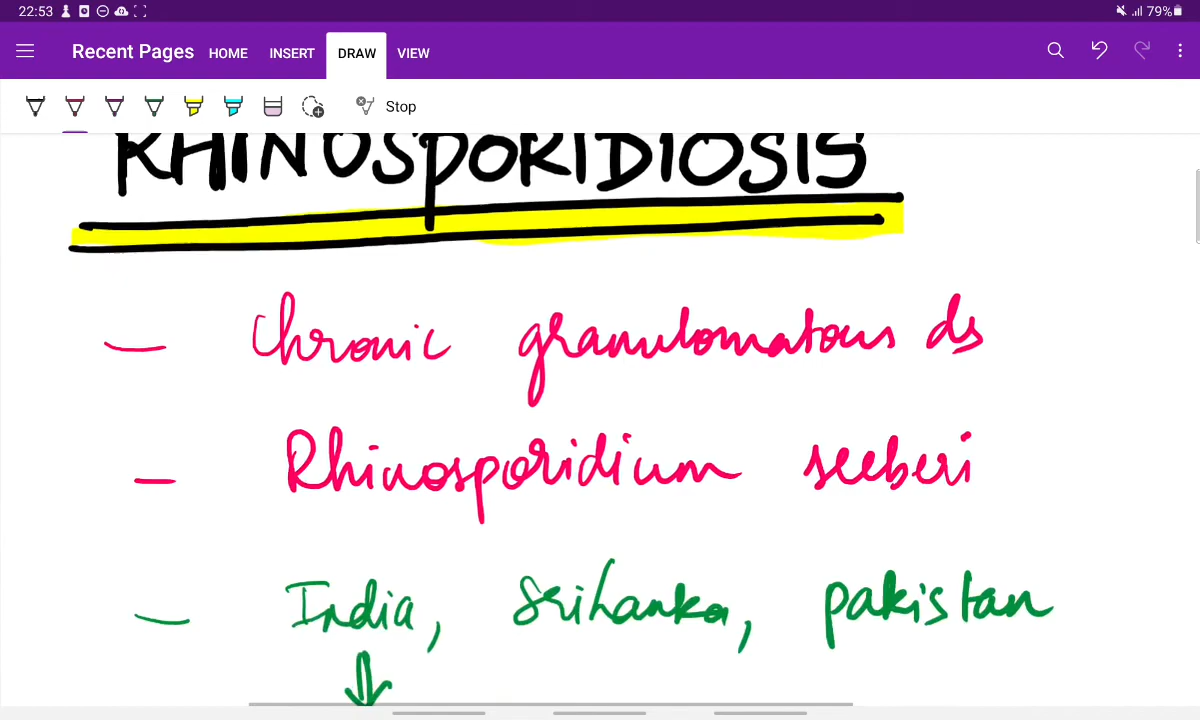 22:53 79%
Recent Pages HOME INSERT DRAW VIEW
Stop
RHINOSPORIDIOSIS
— Chronic granulomatous ds
— Rhinosporidium seeberi
— India, Srilanka, pakistan